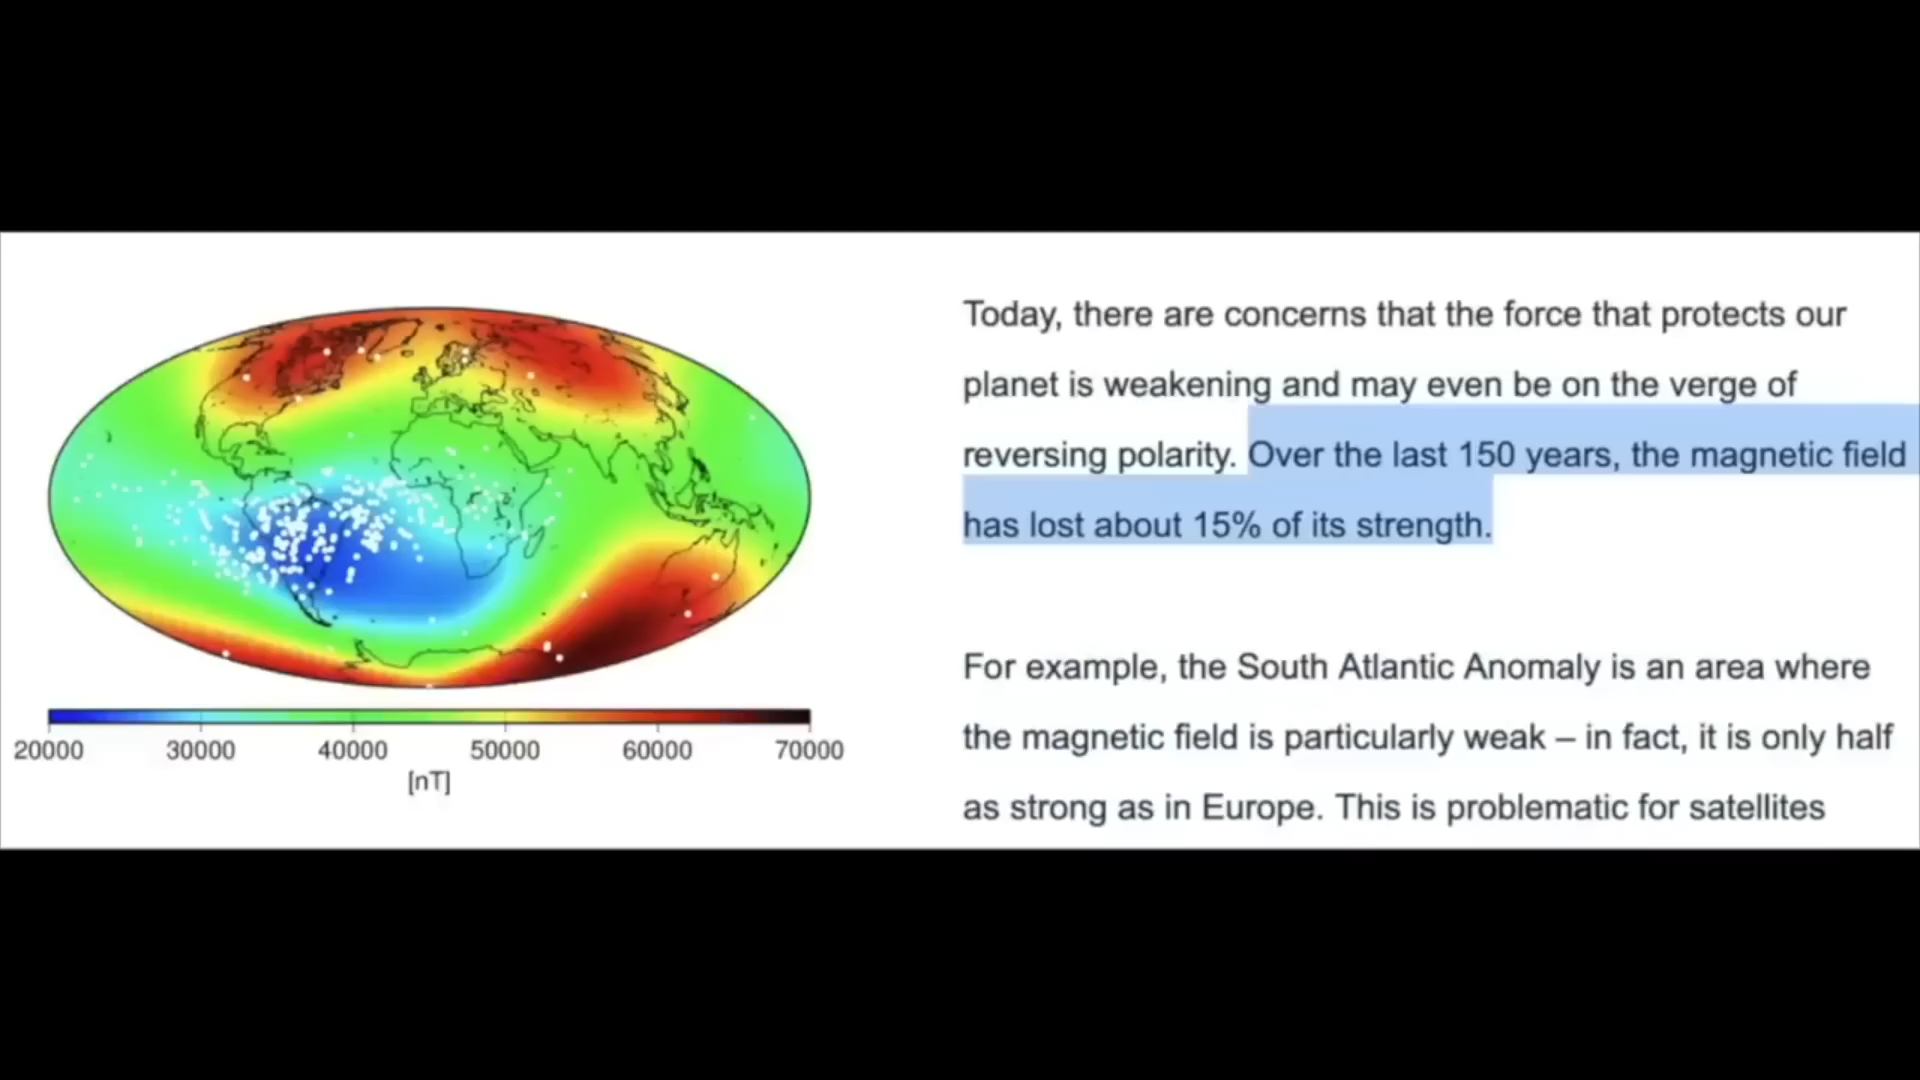 Today, there are concerns that the force that protects our
planet is weakening and may even be on the verge of
reversing polarity. Over the last 150 years, the magnetic field
has lost about 15% of its strength.
For example, the South Atlantic Anomaly is an area where
the magnetic field is particularly weak – in fact, it is only half
as strong as in Europe. This is problematic for satellites
20000 30000 40000 50000 60000 70000
[nT]